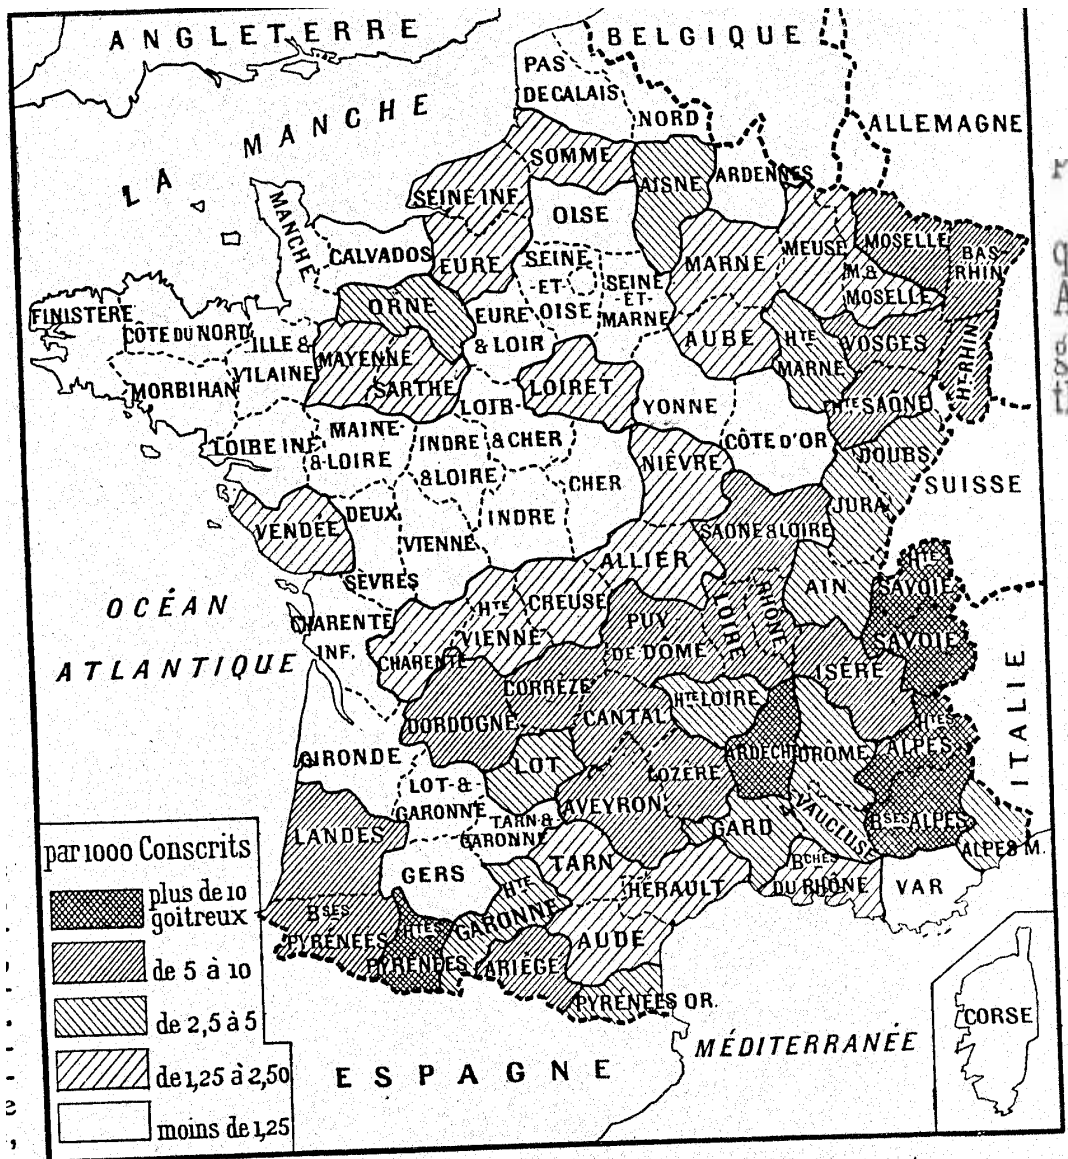 ANGLETERRE
BELGIQUE
PAS
DE CALAIS
NORD
ALLEMAGNE
LA MANCHE
SOMME
AISNE
ARDENNES
SEINE INF.
OISE
MANCHE
CALVADOS
EURE
SEINE
-ET-
OISE
SEINE
-ET-
MARNE
MARNE
MEUSE
MOSELLE
BAS-
RHIN
M. &
MOSELLE
FINISTÈRE
CÔTE DU NORD
ORNE
EURE
& LOIR
AUBE
HTE
MARNE
VOSGES
HT RHIN
ILLE &
VILAINE
MAYENNE
SARTHE
MORBIHAN
LOIRET
YONNE
HTE SAÔNE
LOIR-
& CHER
LOIRE INF.
MAINE-
& LOIRE
INDRE
& LOIRE
CÔTE D'OR
DOUBS
NIÈVRE
CHER
SUISSE
VENDÉE
DEUX
SÈVRES
VIENNE
INDRE
SAÔNE & LOIRE
JURA
ALLIER
AIN
HTE
SAVOIE
OCÉAN
ATLANTIQUE
CHARENTE
INF.
HTE
VIENNE
CREUSE
PUY
DE DÔME
LOIRE
RHÔNE
SAVOIE
CHARENTE
ISÈRE
ITALIE
CORRÈZE
DORDOGNE
CANTAL
HTE LOIRE
HTES
ALPES
GIRONDE
LOT
LOZÈRE
ARDECH
DRÔME
LOT-&-
GARONNE
AVEYRON
TARN &
GARONNE
VAUCLUSE
BSES ALPES
LANDES
GARD
ALPES M.
GERS
TARN
HÉRAULT
BCHES
DU RHÔNE
VAR
HTE
GARONNE
BSES
PYRÉNÉES
HTES
PYRÉNÉES
ARIÈGE
AUDE
PYRÉNÉES OR.
MÉDITERRANÉE
CORSE
ESPAGNE
par 1000 Conscrits
plus de 10
goitreux
de 5 à 10
de 2,5 à 5
de 1,25 à 2,50
moins de 1,25